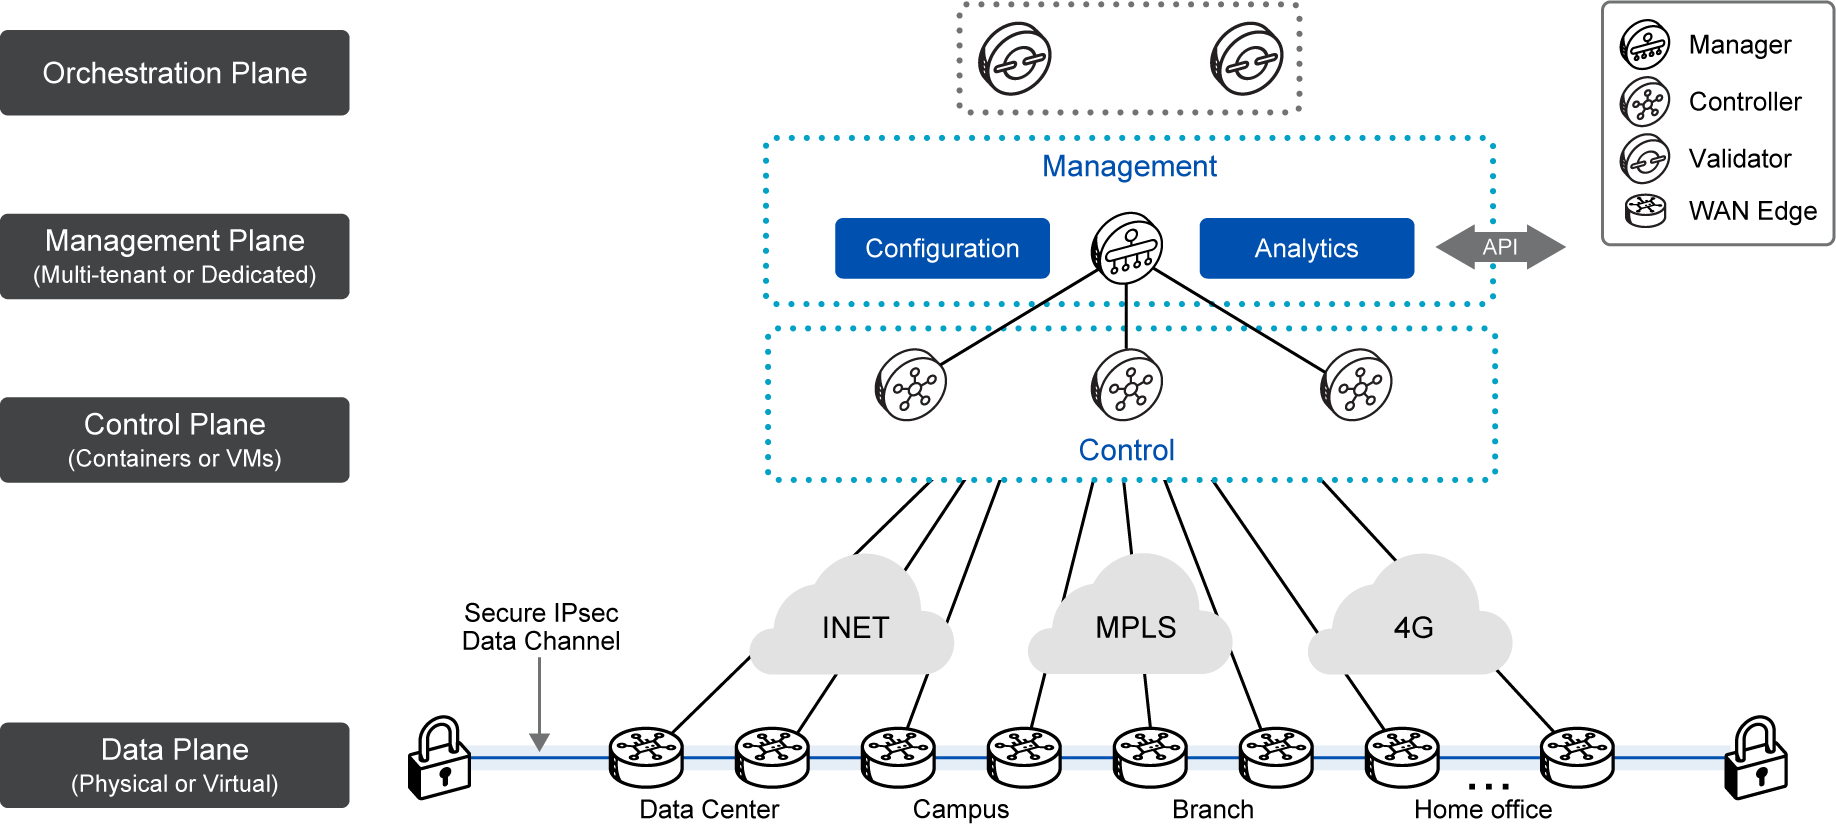 Orchestration Plane
Manager
Controller
Validator
WAN Edge
Management
Management Plane
(Multi-tenant or Dedicated)
Configuration
Analytics
API
Control Plane
(Containers or VMs)
Control
INET
MPLS
4G
Secure IPsec
Data Channel
Data Plane
(Physical or Virtual)
...
Data Center
Campus
Branch
Home office